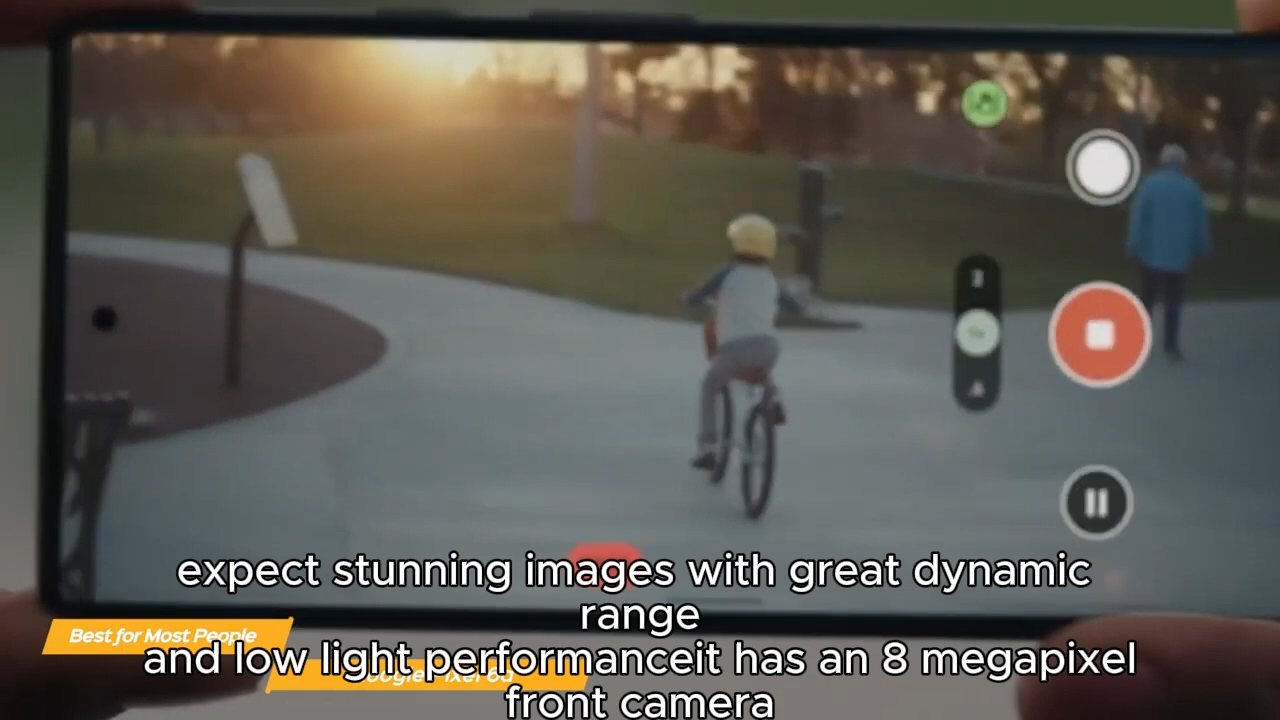 expect stunning images with great dynamic
range
Best for Most People
and low light performanceit has an 8 megapixel
front camera